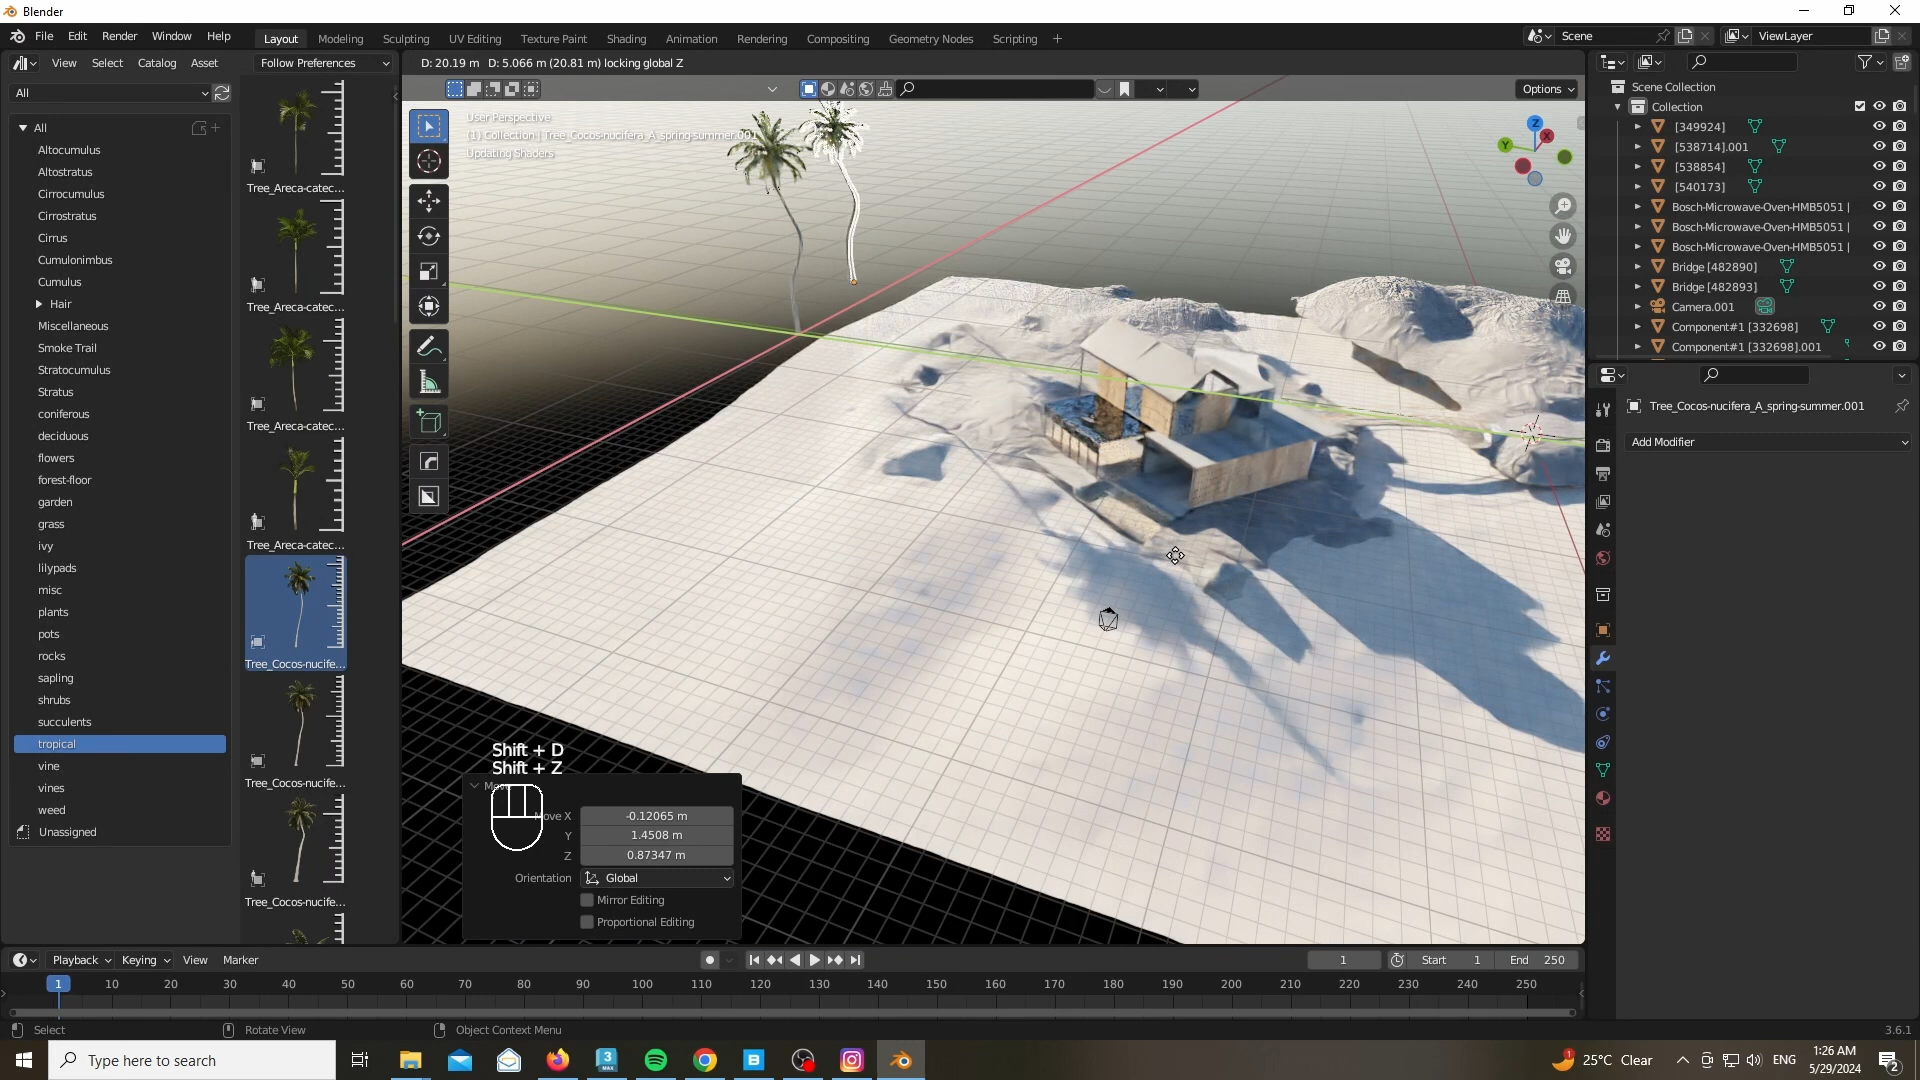 Blender
File Edit Render Window Help
Layout Modeling Sculpting UV Editing Texture Paint Shading Animation Rendering Compositing Geometry Nodes Scripting +
Scene
ViewLayer
View Select Catalog Asset
Follow Preferences
D: 20.19 m D: 5.066 m (20.81 m) locking global Z
All
All
Altocumulus
Altostratus
Cirrocumulus
Cirrostratus
Cirrus
Cumulonimbus
Cumulus
Hair
Miscellaneous
Smoke Trail
Stratocumulus
Stratus
coniferous
deciduous
flowers
forest-floor
garden
grass
ivy
lilypads
misc
plants
pots
rocks
sapling
shrubs
succulents
tropical
vine
vines
weed
Unassigned
Tree_Areca-catec...
Tree_Areca-catec...
Tree_Areca-catec...
Tree_Areca-catec...
Tree_Cocos-nucife...
Tree_Cocos-nucife...
Tree_Cocos-nucife...
Options
User Perspective
(1) Collection | Tree_Cocos-nucifera_A_spring-summer.001
Updating Shaders
Z
X
Y
Shift + D
Shift + Z
Move X -0.12065 m
Y 1.4508 m
Z 0.87347 m
Orientation Global
Mirror Editing
Proportional Editing
Scene Collection
Collection
[349924]
[538714].001
[538854]
[540173]
Bosch-Microwave-Oven-HMB5051 |
Bosch-Microwave-Oven-HMB5051 |
Bosch-Microwave-Oven-HMB5051 |
Bridge [482890]
Bridge [482893]
Camera.001
Component#1 [332698]
Component#1 [332698].001
Tree_Cocos-nucifera_A_spring-summer.001
Add Modifier
Playback Keying View Marker
1 Start 1 End 250
1 10 20 30 40 50 60 70 80 90 100 110 120 130 140 150 160 170 180 190 200 210 220 230 240 250
Select Rotate View Object Context Menu
3.6.1
Type here to search
3
MAX
B
1
25°C Clear
ENG
1:26 AM
5/29/2024
2